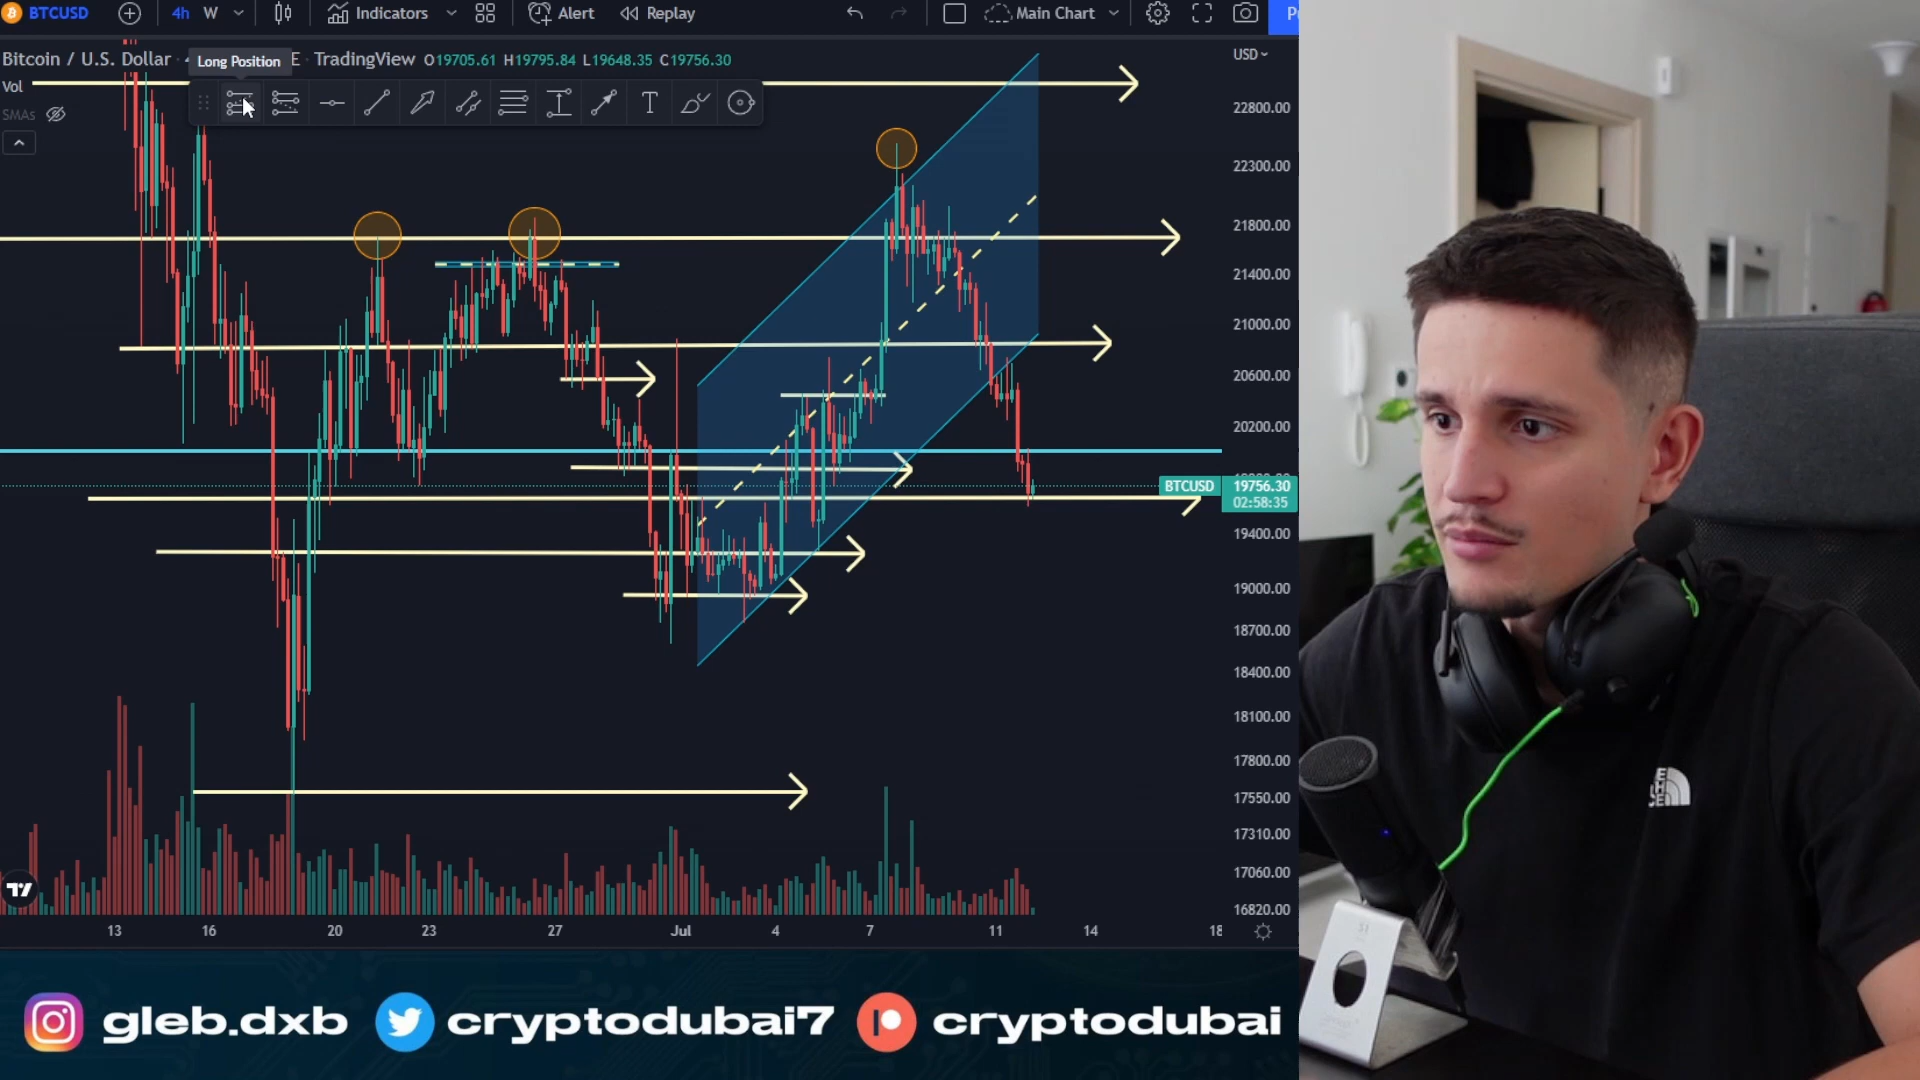 BTCUSD 4h W Indicators Alert Replay Main Chart
Bitcoin / U.S. Dollar Long Position E TradingView O19705.61 H19795.84 L19648.35 C19756.30
USD
Vol
SMAs
22800.00
22300.00
21800.00
21400.00
21000.00
20600.00
20200.00
BTCUSD 19756.30
02:58:35
19400.00
19000.00
18700.00
18400.00
18100.00
17800.00
17550.00
17310.00
17060.00
16820.00
13 16 20 23 27 Jul 4 7 11 14 18
THE
gleb.dxb cryptodubai7 cryptodubai